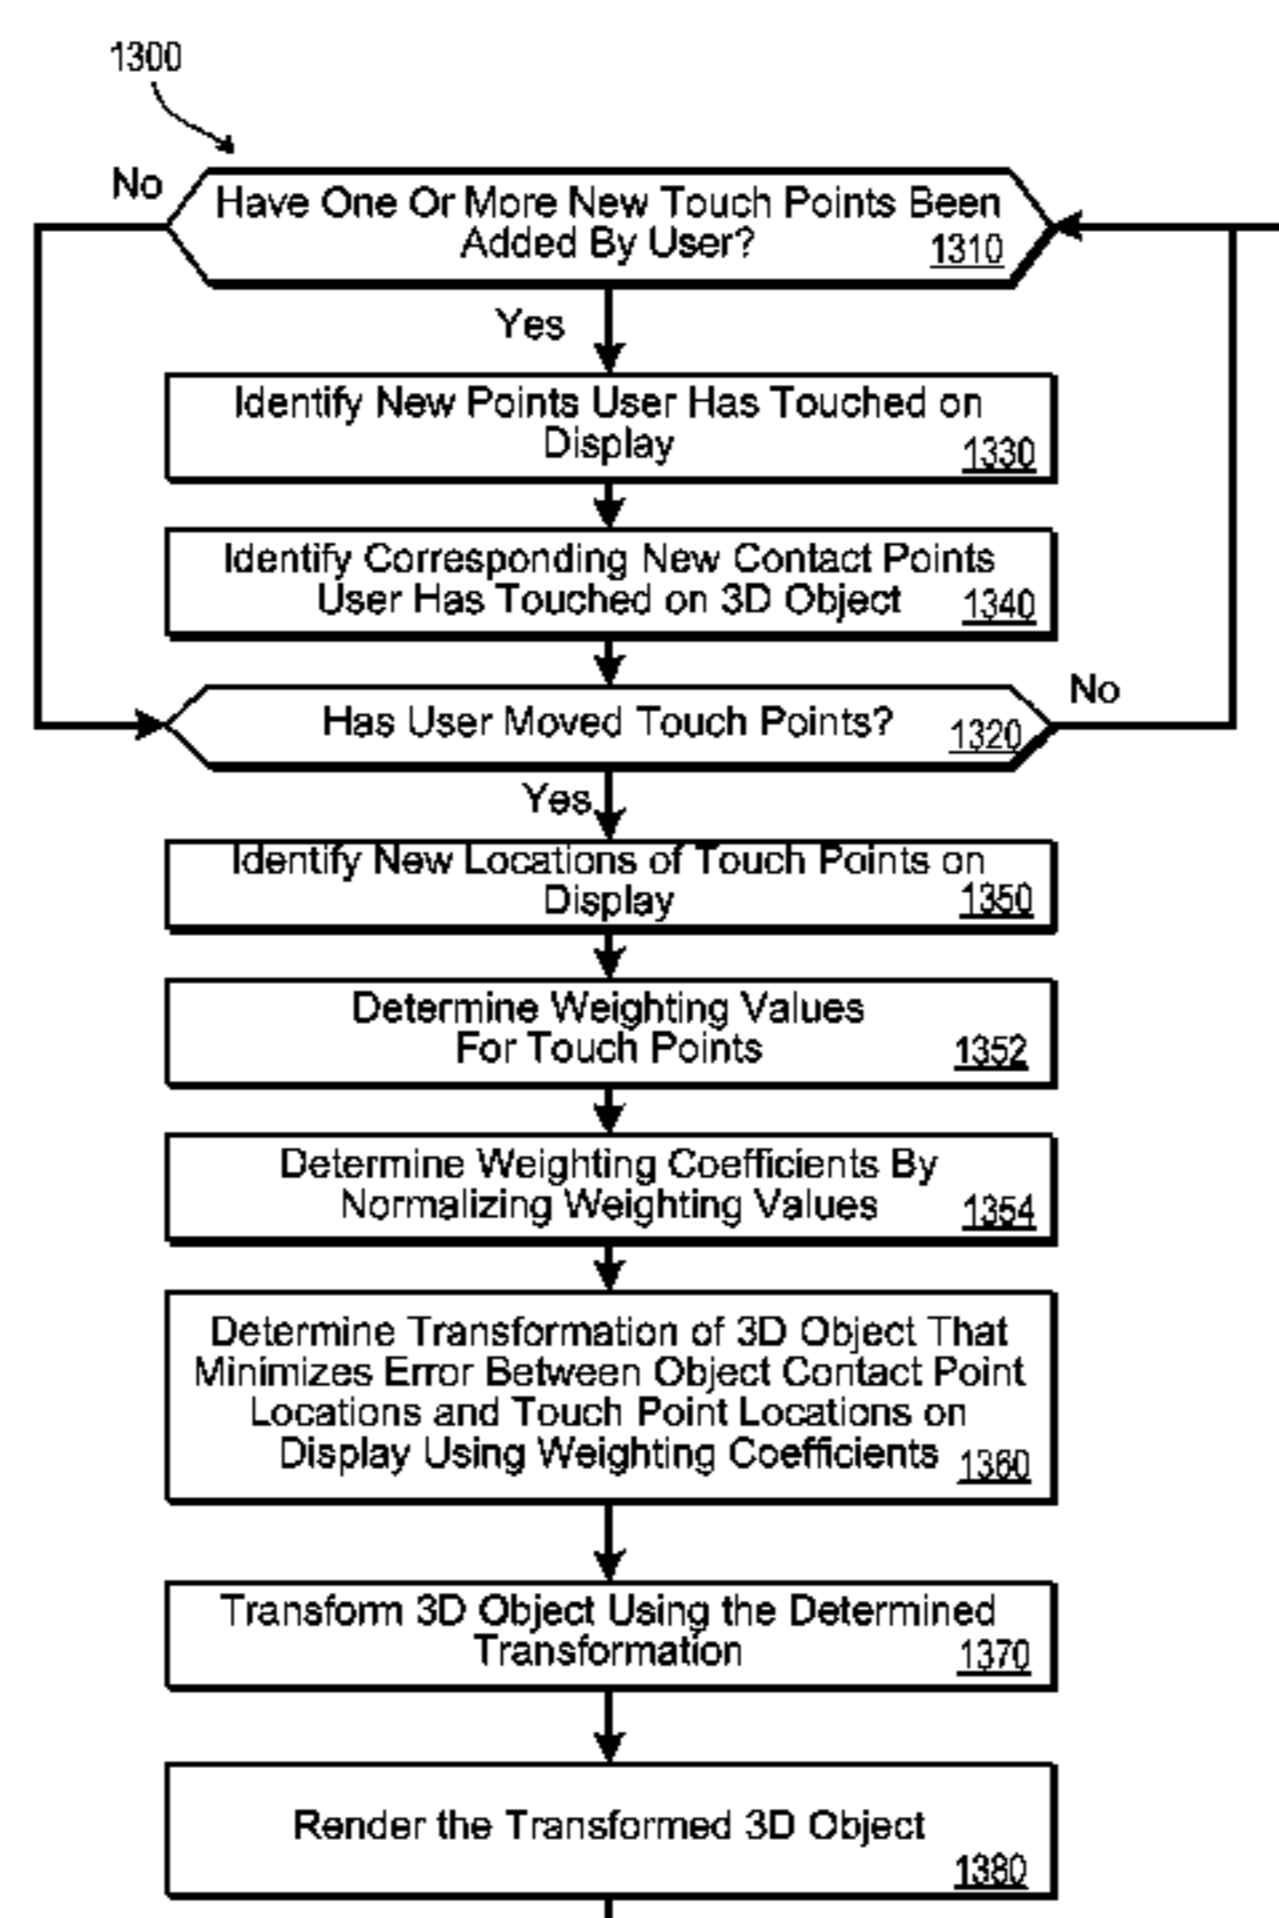 1300
No
Have One Or More New Touch Points Been
Added By User?
1310
Yes
Identify New Points User Has Touched on
Display
1330
Identify Corresponding New Contact Points
User Has Touched on 3D Object
1340
No
Has User Moved Touch Points?
1320
Yes
Identify New Locations of Touch Points on
Display
1350
Determine Weighting Values
For Touch Points
1352
Determine Weighting Coefficients By
Normalizing Weighting Values
1354
Determine Transformation of 3D Object That
Minimizes Error Between Object Contact Point
Locations and Touch Point Locations on
Display Using Weighting Coefficients
1360
Transform 3D Object Using the Determined
Transformation
1370
Render the Transformed 3D Object
1380